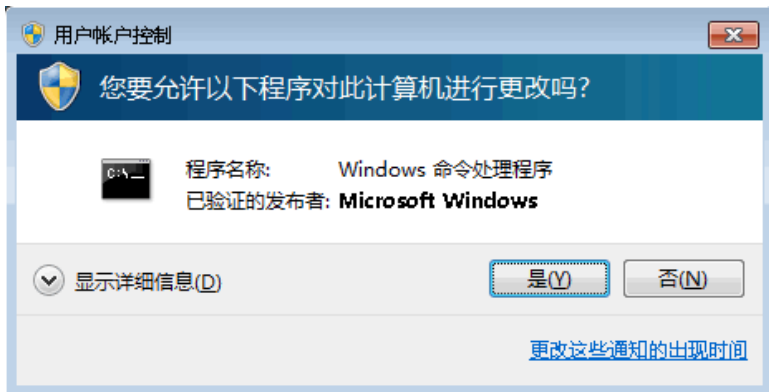 用户帐户控制
您要允许以下程序对此计算机进行更改吗?
C:\_
程序名称: Windows 命令处理程序
已验证的发布者: Microsoft Windows
显示详细信息(D) 是(Y) 否(N)
更改这些通知的出现时间